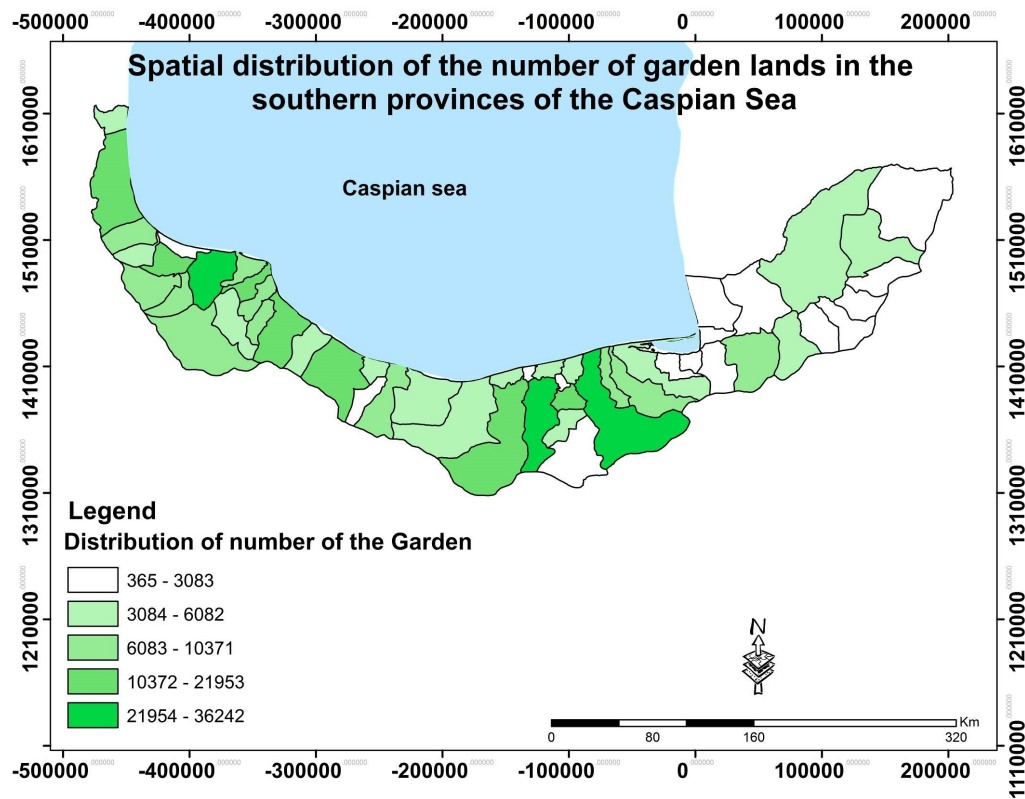 -500000 -400000 -300000 -200000 -100000 0 100000 200000
Spatial distribution of the number of garden lands in the
southern provinces of the Caspian Sea
Caspian sea
1610000
1510000
1410000
1310000
1210000
1610000
1510000
1410000
1310000
1210000
1110000
Legend
Distribution of number of the Garden
365 - 3083
3084 - 6082
6083 - 10371
10372 - 21953
21954 - 36242
N
Km
0 80 160 320
-500000 -400000 -300000 -200000 -100000 0 100000 200000